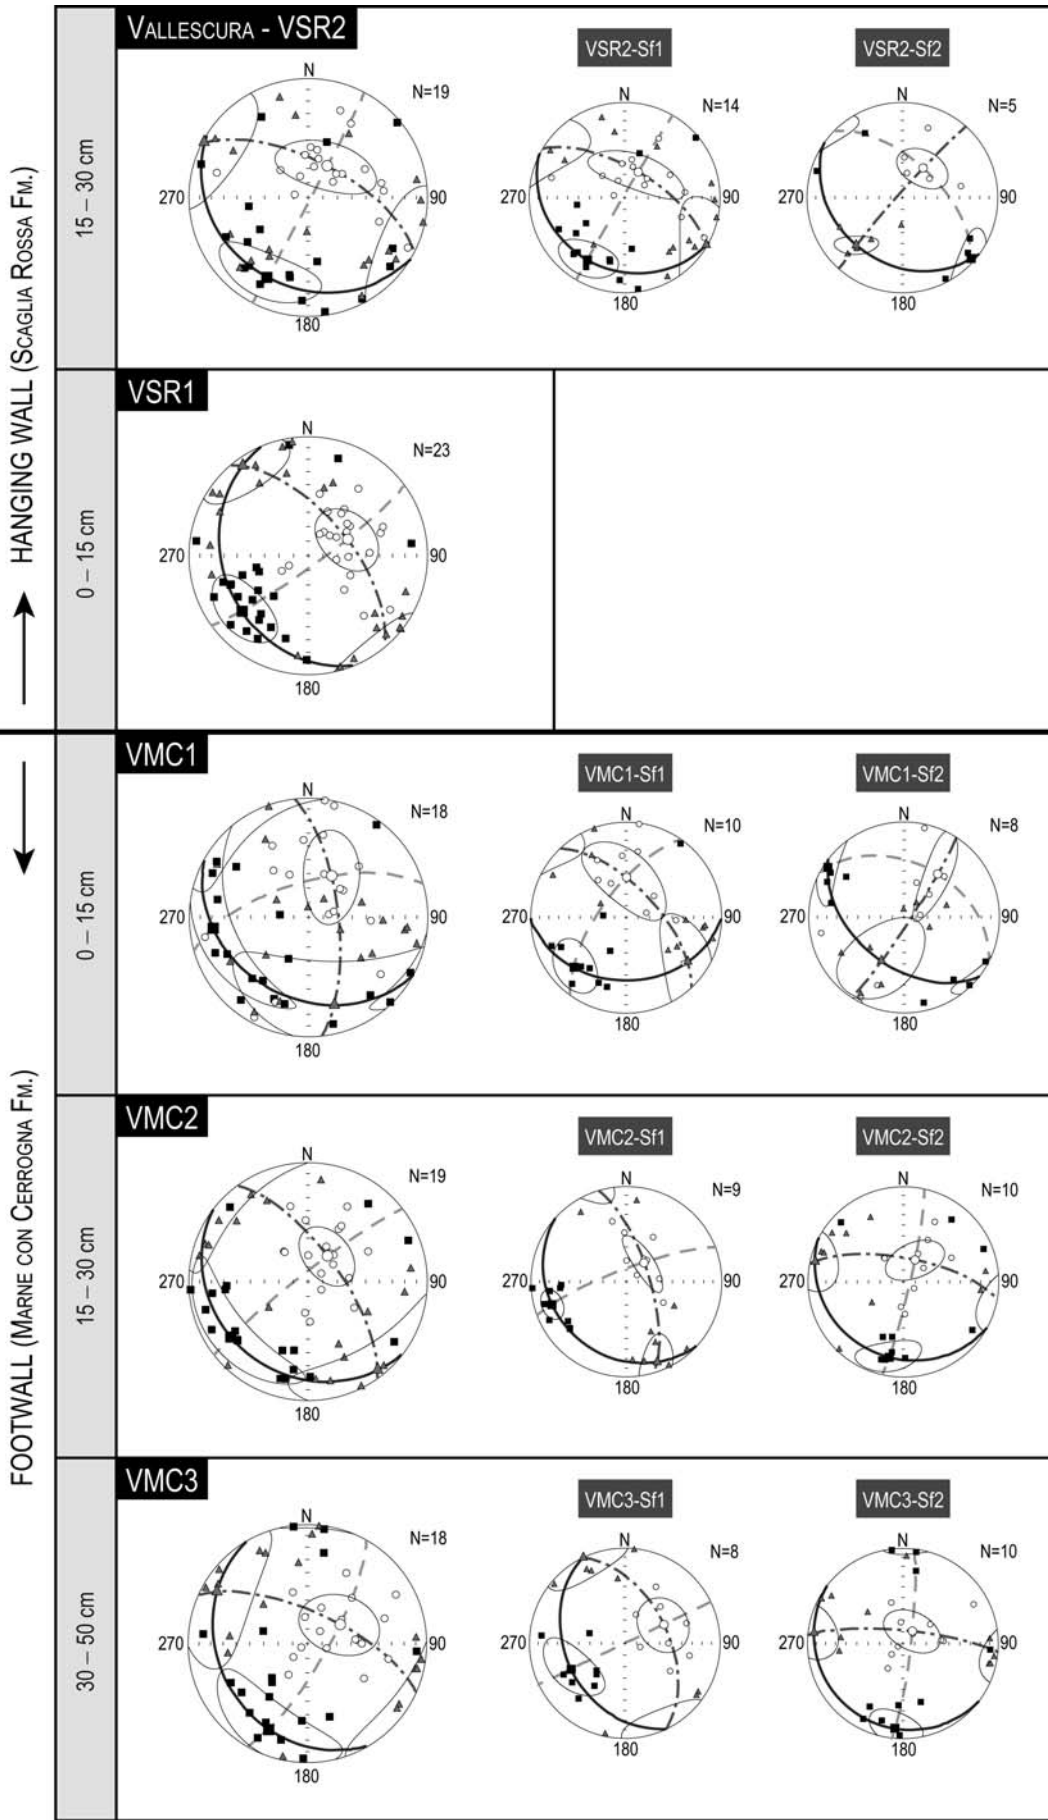 VALLESCURA - VSR2
VSR2-Sf1
VSR2-Sf2
N
N=19
270
90
180
N
N=14
270
90
180
N
N=5
270
90
180
15 – 30 cm
HANGING WALL (SCAGLIA ROSSA FM.)
VSR1
N
N=23
270
90
180
0 – 15 cm
VMC1
VMC1-Sf1
VMC1-Sf2
N
N=18
270
90
180
N
N=10
270
90
180
N
N=8
270
90
180
0 – 15 cm
FOOTWALL (MARNE CON CERROGNA FM.)
VMC2
VMC2-Sf1
VMC2-Sf2
N
N=19
270
90
180
N
N=9
270
90
180
N
N=10
270
90
180
15 – 30 cm
VMC3
VMC3-Sf1
VMC3-Sf2
N
N=18
270
90
180
N
N=8
270
90
180
N
N=10
270
90
180
30 – 50 cm